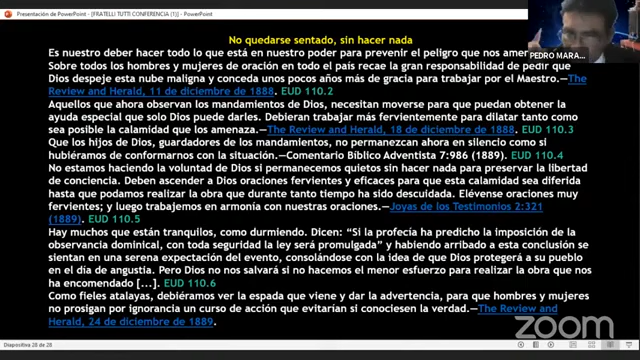 Presentación de PowerPoint - [FRATELLI TUTTI CONFERENCIA (1)] - PowerPoint
No quedarse sentado, sin hacer nada
Es nuestro deber hacer todo lo que está en nuestro poder para prevenir el peligro que nos
Sobre todos los hombres y mujeres de oración en todo el país recae la gran responsabilidad de pedir que
Dios despeje esta nube maligna y conceda unos pocos años más de gracia para trabajar por el Maestro.—The
Review and Herald, 11 de diciembre de 1888. EUD 110.2
Aquellos que ahora observan los mandamientos de Dios, necesitan moverse para que puedan obtener la
ayuda especial que solo Dios puede darles. Debieran trabajar más fervientemente para dilatar tanto como
sea posible la calamidad que los amenaza.—The Review and Herald, 18 de diciembre de 1888. EUD 110.3
Que los hijos de Dios, guardadores de los mandamientos, no permanezcan ahora en silencio como si
hubiéramos de conformarnos con la situación.—Comentario Bíblico Adventista 7:986 (1889). EUD 110.4
No estamos haciendo la voluntad de Dios si permanecemos quietos sin hacer nada para preservar la libertad
de conciencia. Deben ascender a Dios oraciones fervientes y eficaces para que esta calamidad sea diferida
hasta que podamos realizar la obra que durante tanto tiempo ha sido descuidada. Elévense oraciones muy
fervientes; y luego trabajemos en armonía con nuestras oraciones.—Joyas de los Testimonios 2:321
(1889). EUD 110.5
Hay muchos que están tranquilos, como durmiendo. Dicen: “Si la profecía ha predicho la imposición de la
observancia dominical, con toda seguridad la ley será promulgada” y habiendo arribado a esta conclusión se
sientan en una serena expectación del evento, consolándose con la idea de que Dios protegerá a su pueblo
en el día de angustia. Pero Dios no nos salvará si no hacemos el menor esfuerzo para realizar la obra que nos
ha encomendado [...]. EUD 110.6
Como fieles atalayas, debiéramos ver la espada que viene y dar la advertencia, para que hombres y mujeres
no prosigan por ignorancia un curso de acción que evitarían si conociesen la verdad.—The Review and
Herald, 24 de diciembre de 1889.
PEDRO MARA...
zoom
Diapositiva 28 de 28